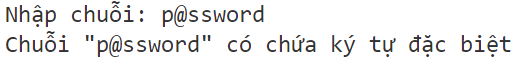 Nhập chuỗi: p@ssword
Chuỗi "p@ssword" có chứa ký tự đặc biệt